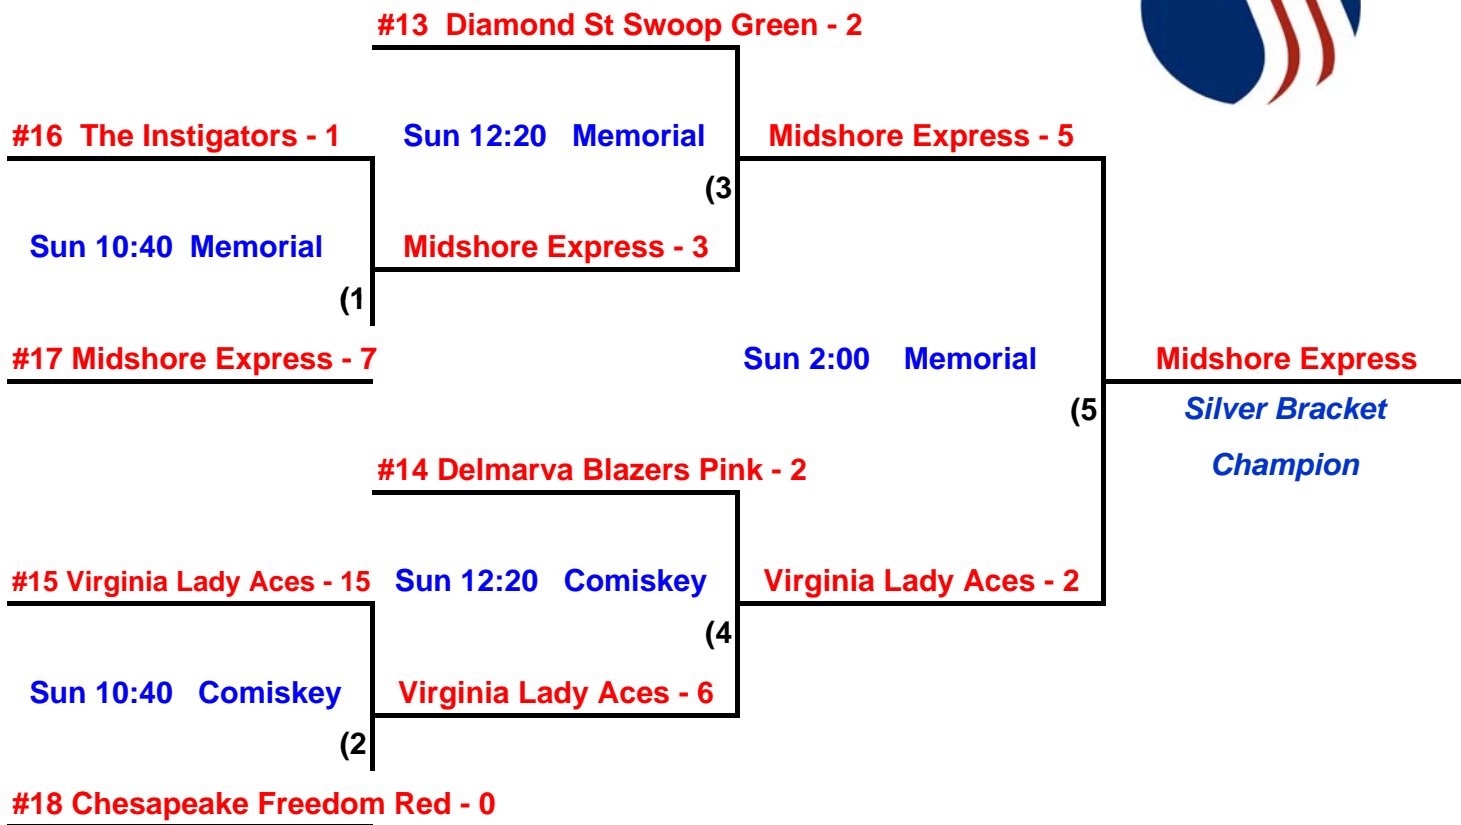 #13 Diamond St Swoop Green - 2
#16 The Instigators - 1
Sun 12:20 Memorial
Midshore Express - 5
(3
Sun 10:40 Memorial
Midshore Express - 3
(1
#17 Midshore Express - 7
Sun 2:00 Memorial
Midshore Express
(5
Silver Bracket
Champion
#14 Delmarva Blazers Pink - 2
#15 Virginia Lady Aces - 15
Sun 12:20 Comiskey
Virginia Lady Aces - 2
(4
Sun 10:40 Comiskey
Virginia Lady Aces - 6
(2
#18 Chesapeake Freedom Red - 0